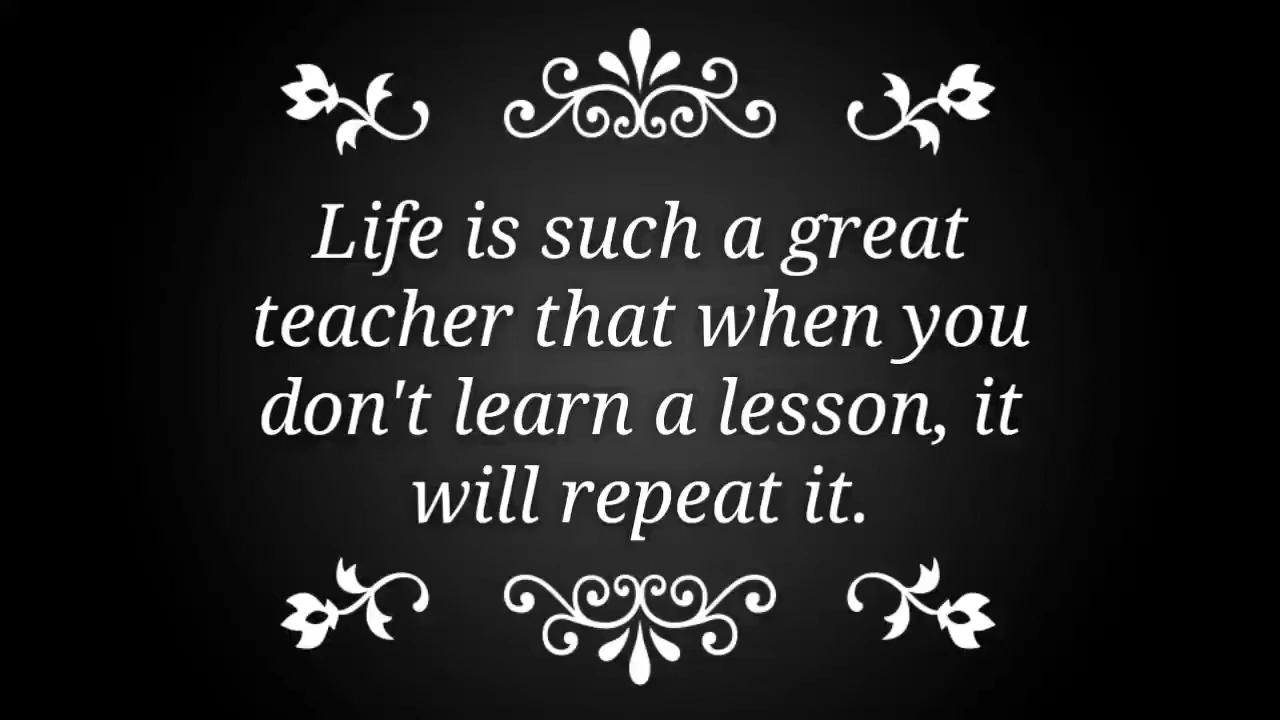 Life is such a great
teacher that when you
don't learn a lesson, it
will repeat it.